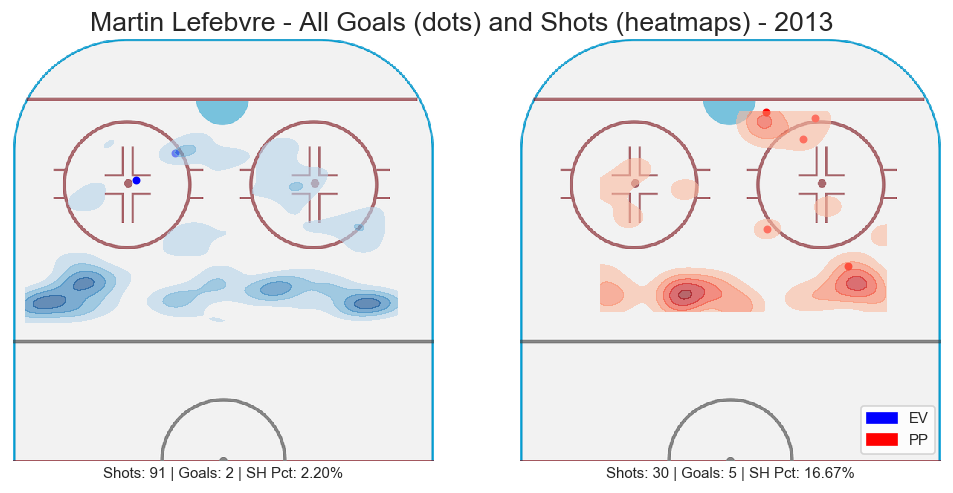 Martin Lefebvre - All Goals (dots) and Shots (heatmaps) - 2013
EV
PP
Shots: 91 | Goals: 2 | SH Pct: 2.20%
Shots: 30 | Goals: 5 | SH Pct: 16.67%